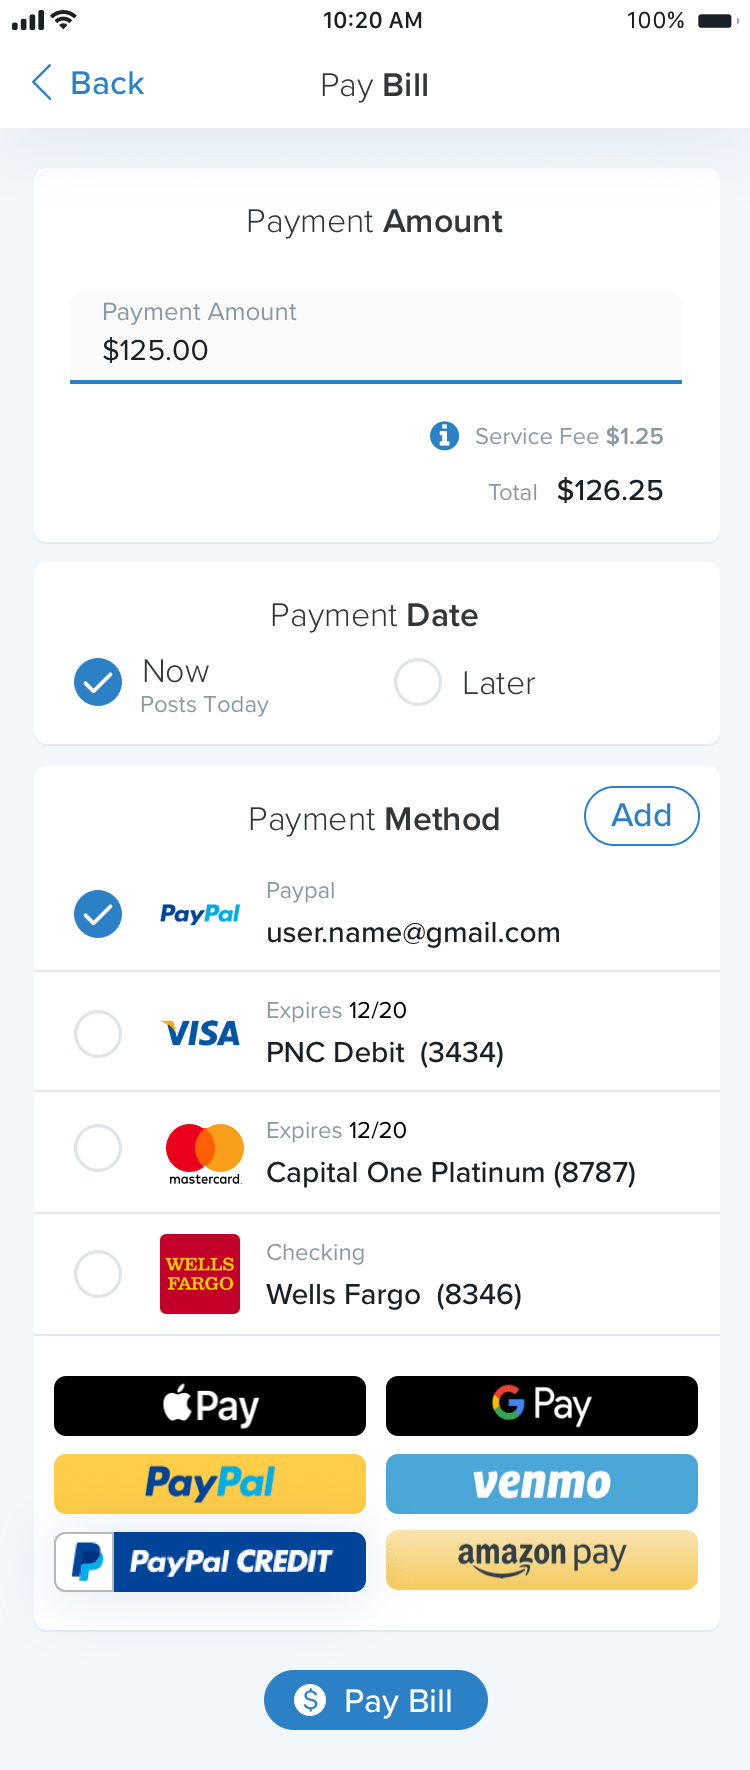 10:20 AM
100%
Back
Pay Bill
Payment Amount
Payment Amount
$125.00
Service Fee $1.25
Total $126.25
Payment Date
Now
Posts Today
Later
Payment Method
Add
PayPal
Paypal
user.name@gmail.com
VISA
Expires 12/20
PNC Debit (3434)
mastercard.
Expires 12/20
Capital One Platinum (8787)
WELLS
FARGO
Checking
Wells Fargo (8346)
Pay
G Pay
PayPal
venmo
P PayPal CREDIT
amazon pay
$ Pay Bill